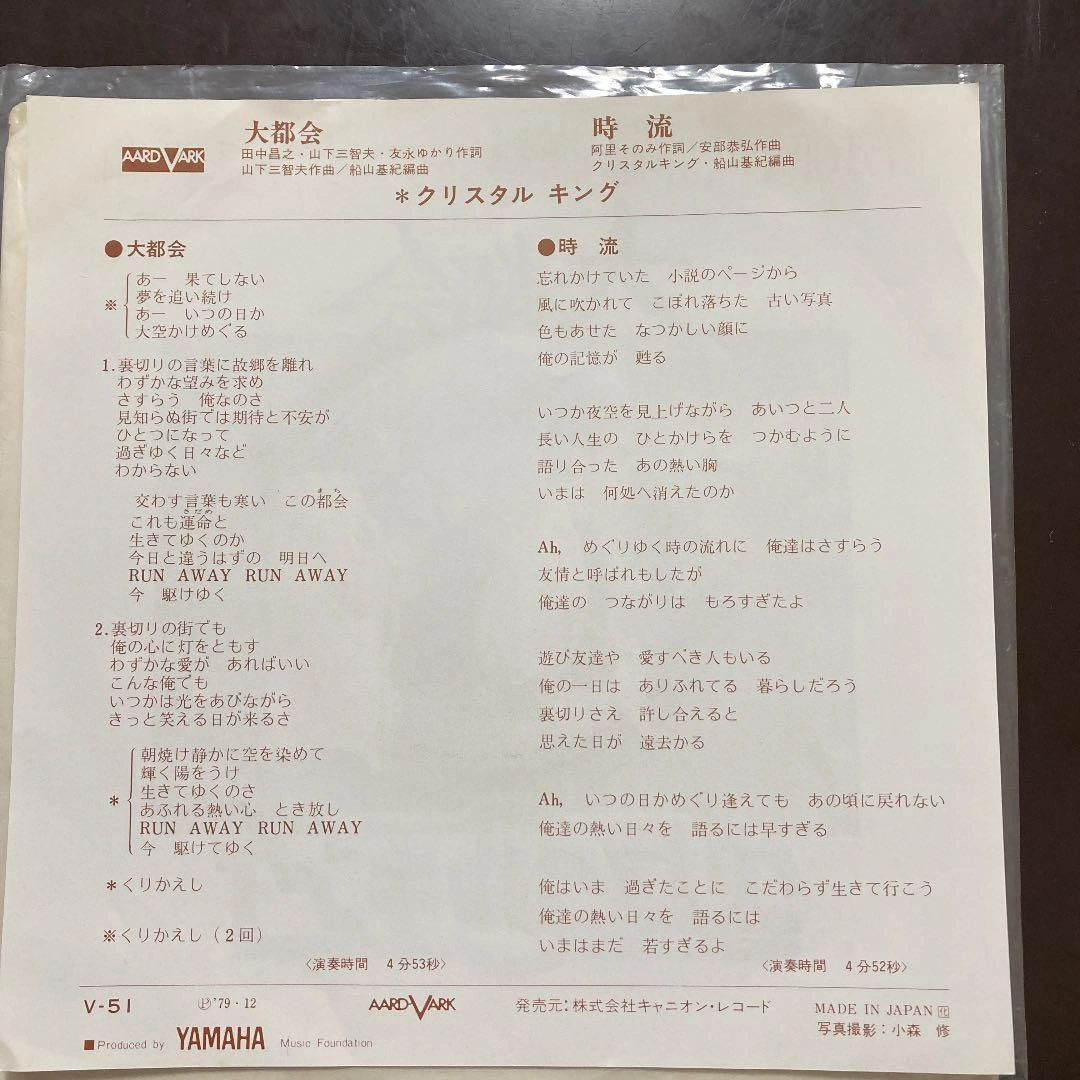 AARDVARK
大都会
田中昌之・山下三智夫・友永ゆかり作詞
山下三智夫作曲／船山基紀編曲
時 流
阿里そのみ作詞／安部恭弘作曲
クリスタルキング・船山基紀編曲
＊クリスタル キング
●大都会
※
あー 果てしない
夢を追い続け
あー いつの日か
大空かけめぐる
1.裏切りの言葉に故郷を離れ
わずかな望みを求め
さすらう 俺なのさ
見知らぬ街では期待と不安が
ひとつになって
過ぎゆく日々など
わからない
まち
交わす言葉も寒い この都会
さだめ
これも運命と
生きてゆくのか
今日と違うはずの 明日へ
RUN AWAY RUN AWAY
今 駆けゆく
2.裏切りの街でも
俺の心に灯をともす
わずかな愛が あればいい
こんな俺でも
いつかは光をあびながら
きっと笑える日が来るさ
＊
朝焼け静かに空を染めて
輝く陽をうけ
生きてゆくのさ
あふれる熱い心 とき放し
RUN AWAY RUN AWAY
今 駆けてゆく
＊くりかえし
※くりかえし（2回）
〈演奏時間 4分53秒〉
●時 流
忘れかけていた 小説のページから
風に吹かれて こぼれ落ちた 古い写真
色もあせた なつかしい顔に
俺の記憶が 甦る
いつか夜空を見上げながら あいつと二人
長い人生の ひとかけらを つかむように
語り合った あの熱い胸
いまは 何処へ消えたのか
Ah, めぐりゆく時の流れに 俺達はさすらう
友情と呼ばれもしたが
俺達の つながりは もろすぎたよ
遊び友達や 愛すべき人もいる
俺の一日は ありふれてる 暮らしだろう
裏切りさえ 許し合えると
思えた日が 遠去かる
Ah, いつの日かめぐり逢えても あの頃に戻れない
俺達の熱い日々を 語るには早すぎる
俺はいま 過ぎたことに こだわらず生きて行こう
俺達の熱い日々を 語るには
いまはまだ 若すぎるよ
〈演奏時間 4分52秒〉
V-51 Ⓟ'79・12 AARDVARK 発売元：株式会社キャニオン・レコード MADE IN JAPAN 化
■Produced by YAMAHA Music Foundation
写真撮影：小森 修